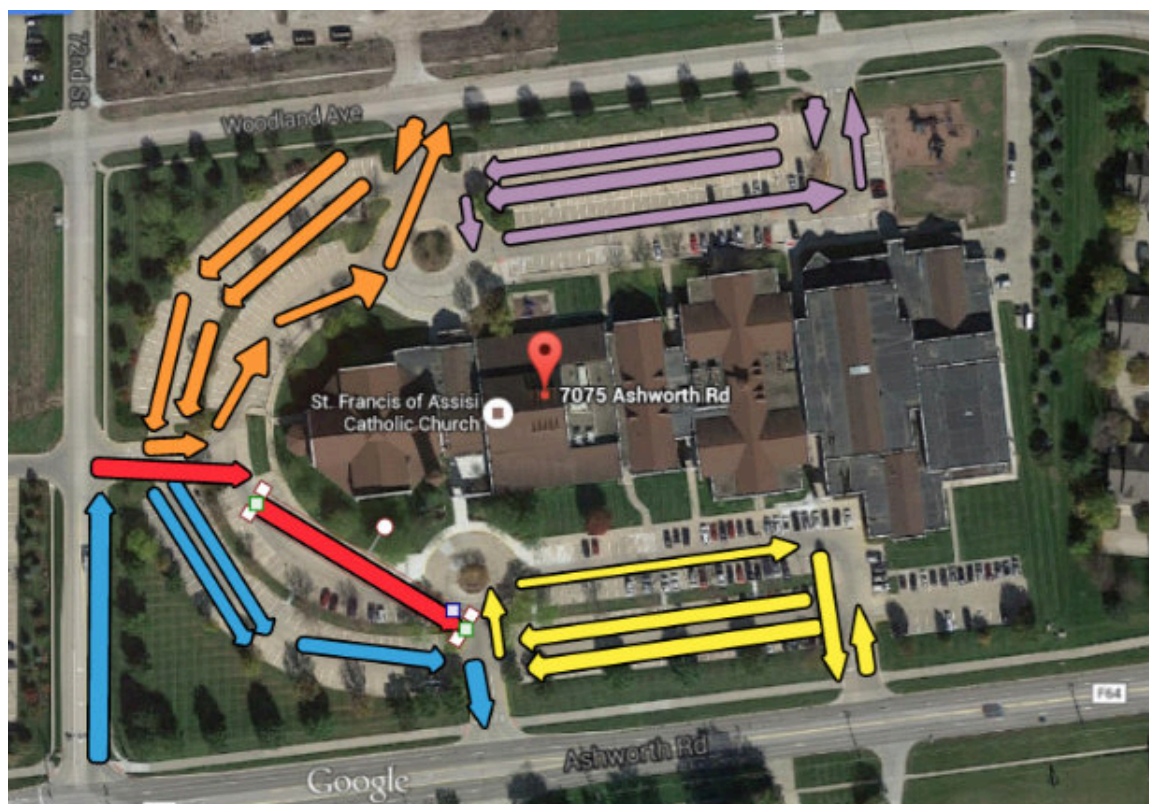 72nd St
Woodland Ave
7075 Ashworth Rd
St. Francis of Assisi
Catholic Church
F64
Ashworth Rd
Google